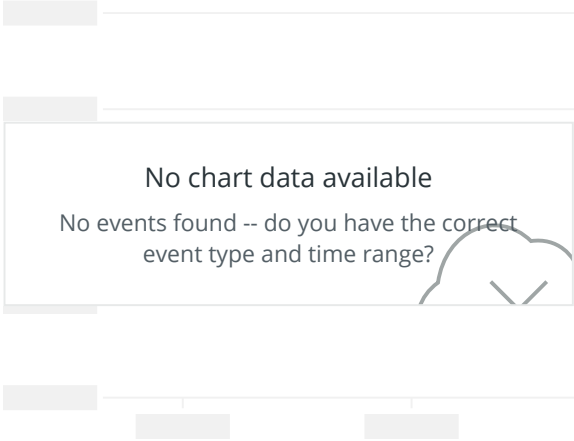 No chart data available
No events found -- do you have the correct
event type and time range?